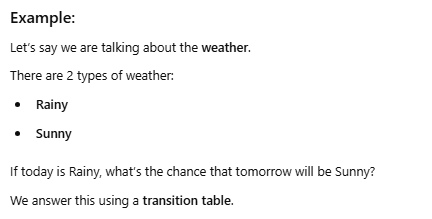 Example:
Let's say we are talking about the weather.
There are 2 types of weather:
• Rainy
• Sunny
If today is Rainy, what's the chance that tomorrow will be Sunny?
We answer this using a transition table.